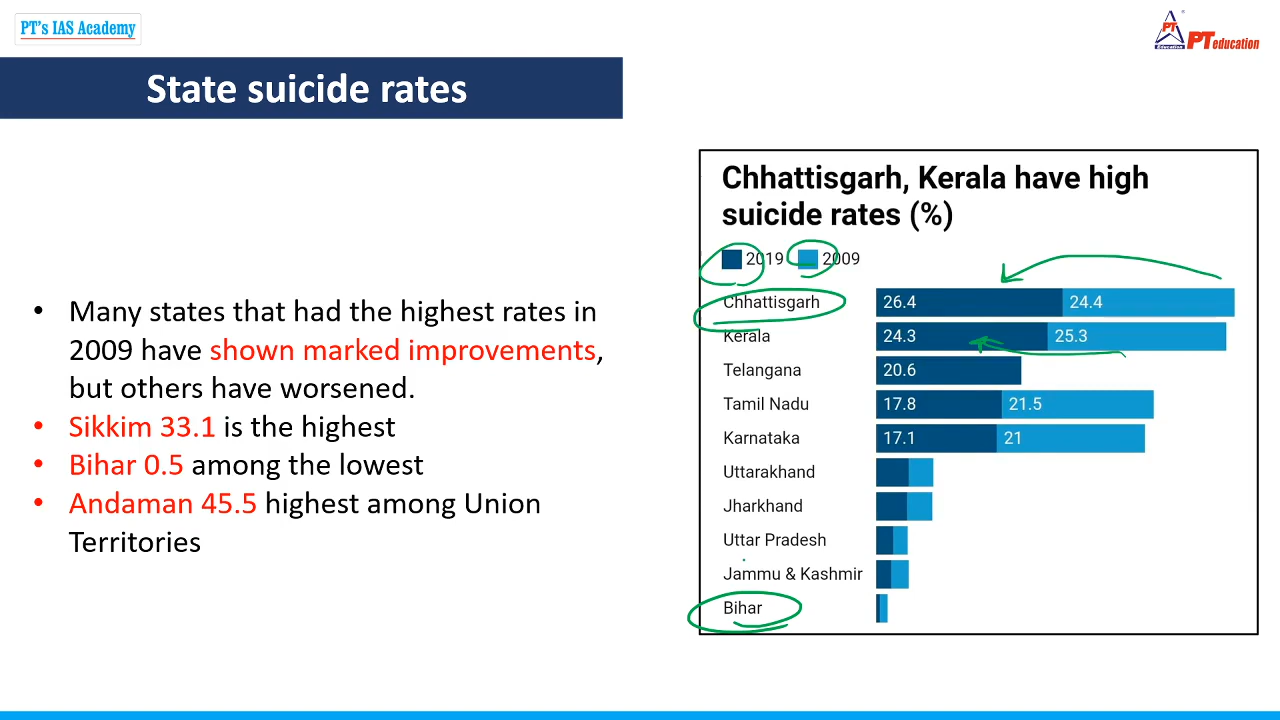 PT's IAS Academy
PT
Education
PT education
State suicide rates
• Many states that had the highest rates in
2009 have shown marked improvements,
but others have worsened.
• Sikkim 33.1 is the highest
• Bihar 0.5 among the lowest
• Andaman 45.5 highest among Union
Territories
Chhattisgarh, Kerala have high
suicide rates (%)
2019 2009
Chhattisgarh 26.4 24.4
Kerala 24.3 25.3
Telangana 20.6
Tamil Nadu 17.8 21.5
Karnataka 17.1 21
Uttarakhand
Jharkhand
Uttar Pradesh
Jammu & Kashmir
Bihar